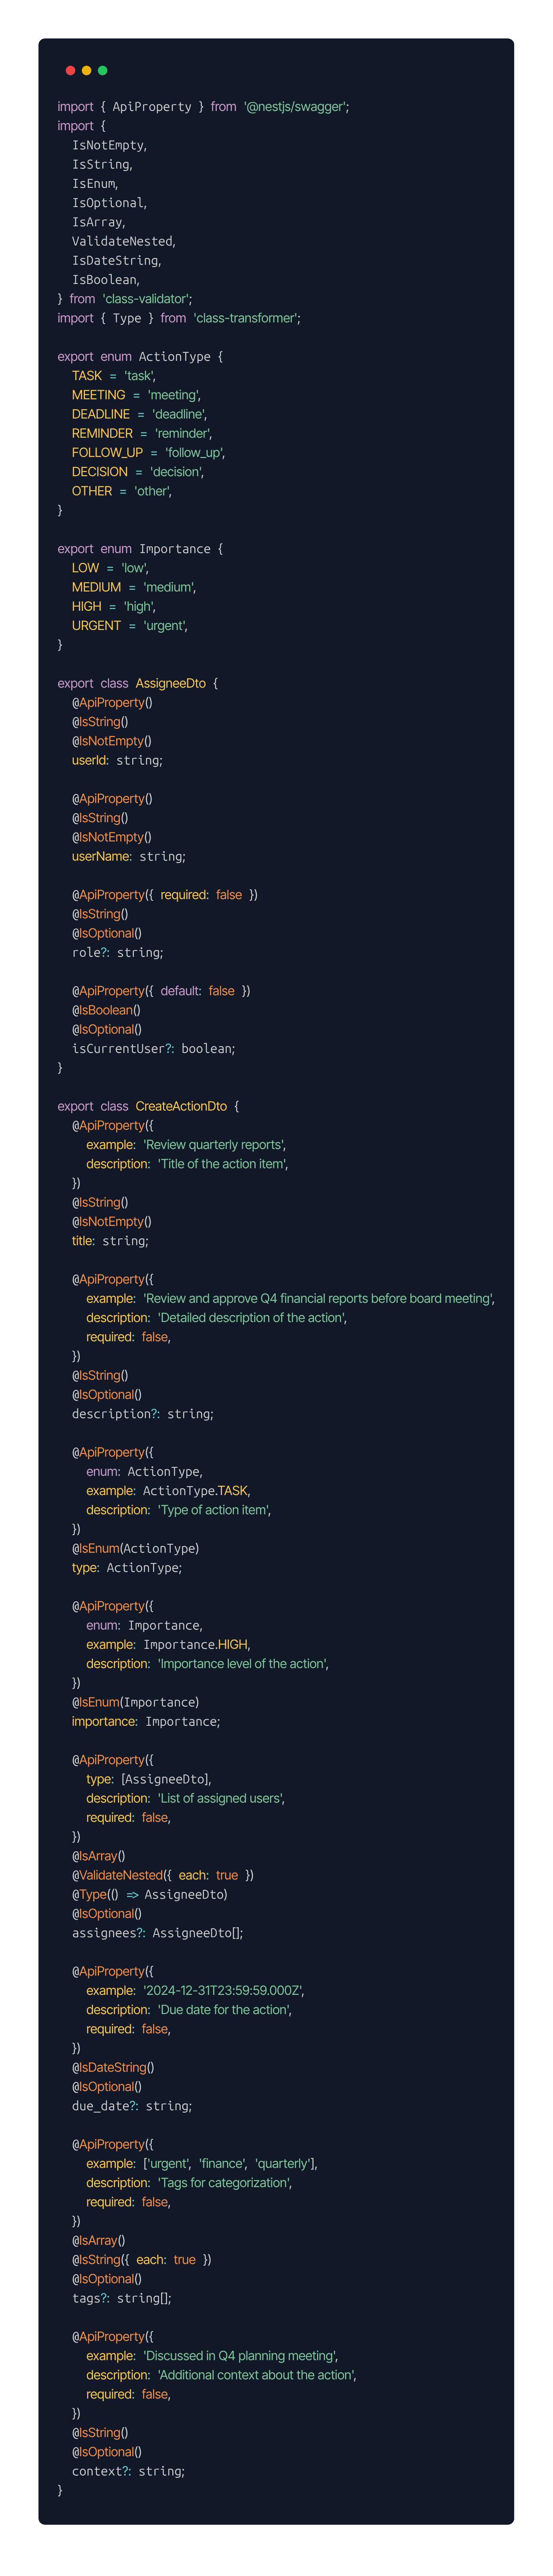 import { ApiProperty } from '@nestjs/swagger';
import {
  IsNotEmpty,
  IsString,
  IsEnum,
  IsOptional,
  IsArray,
  ValidateNested,
  IsDateString,
  IsBoolean,
} from 'class-validator';
import { Type } from 'class-transformer';

export enum ActionType {
  TASK = 'task',
  MEETING = 'meeting',
  DEADLINE = 'deadline',
  REMINDER = 'reminder',
  FOLLOW_UP = 'follow_up',
  DECISION = 'decision',
  OTHER = 'other',
}

export enum Importance {
  LOW = 'low',
  MEDIUM = 'medium',
  HIGH = 'high',
  URGENT = 'urgent',
}

export class AssigneeDto {
  @ApiProperty()
  @IsString()
  @IsNotEmpty()
  userId: string;

  @ApiProperty()
  @IsString()
  @IsNotEmpty()
  userName: string;

  @ApiProperty({ required: false })
  @IsString()
  @IsOptional()
  role?: string;

  @ApiProperty({ default: false })
  @IsBoolean()
  @IsOptional()
  isCurrentUser?: boolean;
}

export class CreateActionDto {
  @ApiProperty({
    example: 'Review quarterly reports',
    description: 'Title of the action item',
  })
  @IsString()
  @IsNotEmpty()
  title: string;

  @ApiProperty({
    example: 'Review and approve Q4 financial reports before board meeting',
    description: 'Detailed description of the action',
    required: false,
  })
  @IsString()
  @IsOptional()
  description?: string;

  @ApiProperty({
    enum: ActionType,
    example: ActionType.TASK,
    description: 'Type of action item',
  })
  @IsEnum(ActionType)
  type: ActionType;

  @ApiProperty({
    enum: Importance,
    example: Importance.HIGH,
    description: 'Importance level of the action',
  })
  @IsEnum(Importance)
  importance: Importance;

  @ApiProperty({
    type: [AssigneeDto],
    description: 'List of assigned users',
    required: false,
  })
  @IsArray()
  @ValidateNested({ each: true })
  @Type(() => AssigneeDto)
  @IsOptional()
  assignees?: AssigneeDto[];

  @ApiProperty({
    example: '2024-12-31T23:59:59.000Z',
    description: 'Due date for the action',
    required: false,
  })
  @IsDateString()
  @IsOptional()
  due_date?: string;

  @ApiProperty({
    example: ['urgent', 'finance', 'quarterly'],
    description: 'Tags for categorization',
    required: false,
  })
  @IsArray()
  @IsString({ each: true })
  @IsOptional()
  tags?: string[];

  @ApiProperty({
    example: 'Discussed in Q4 planning meeting',
    description: 'Additional context about the action',
    required: false,
  })
  @IsString()
  @IsOptional()
  context?: string;
}